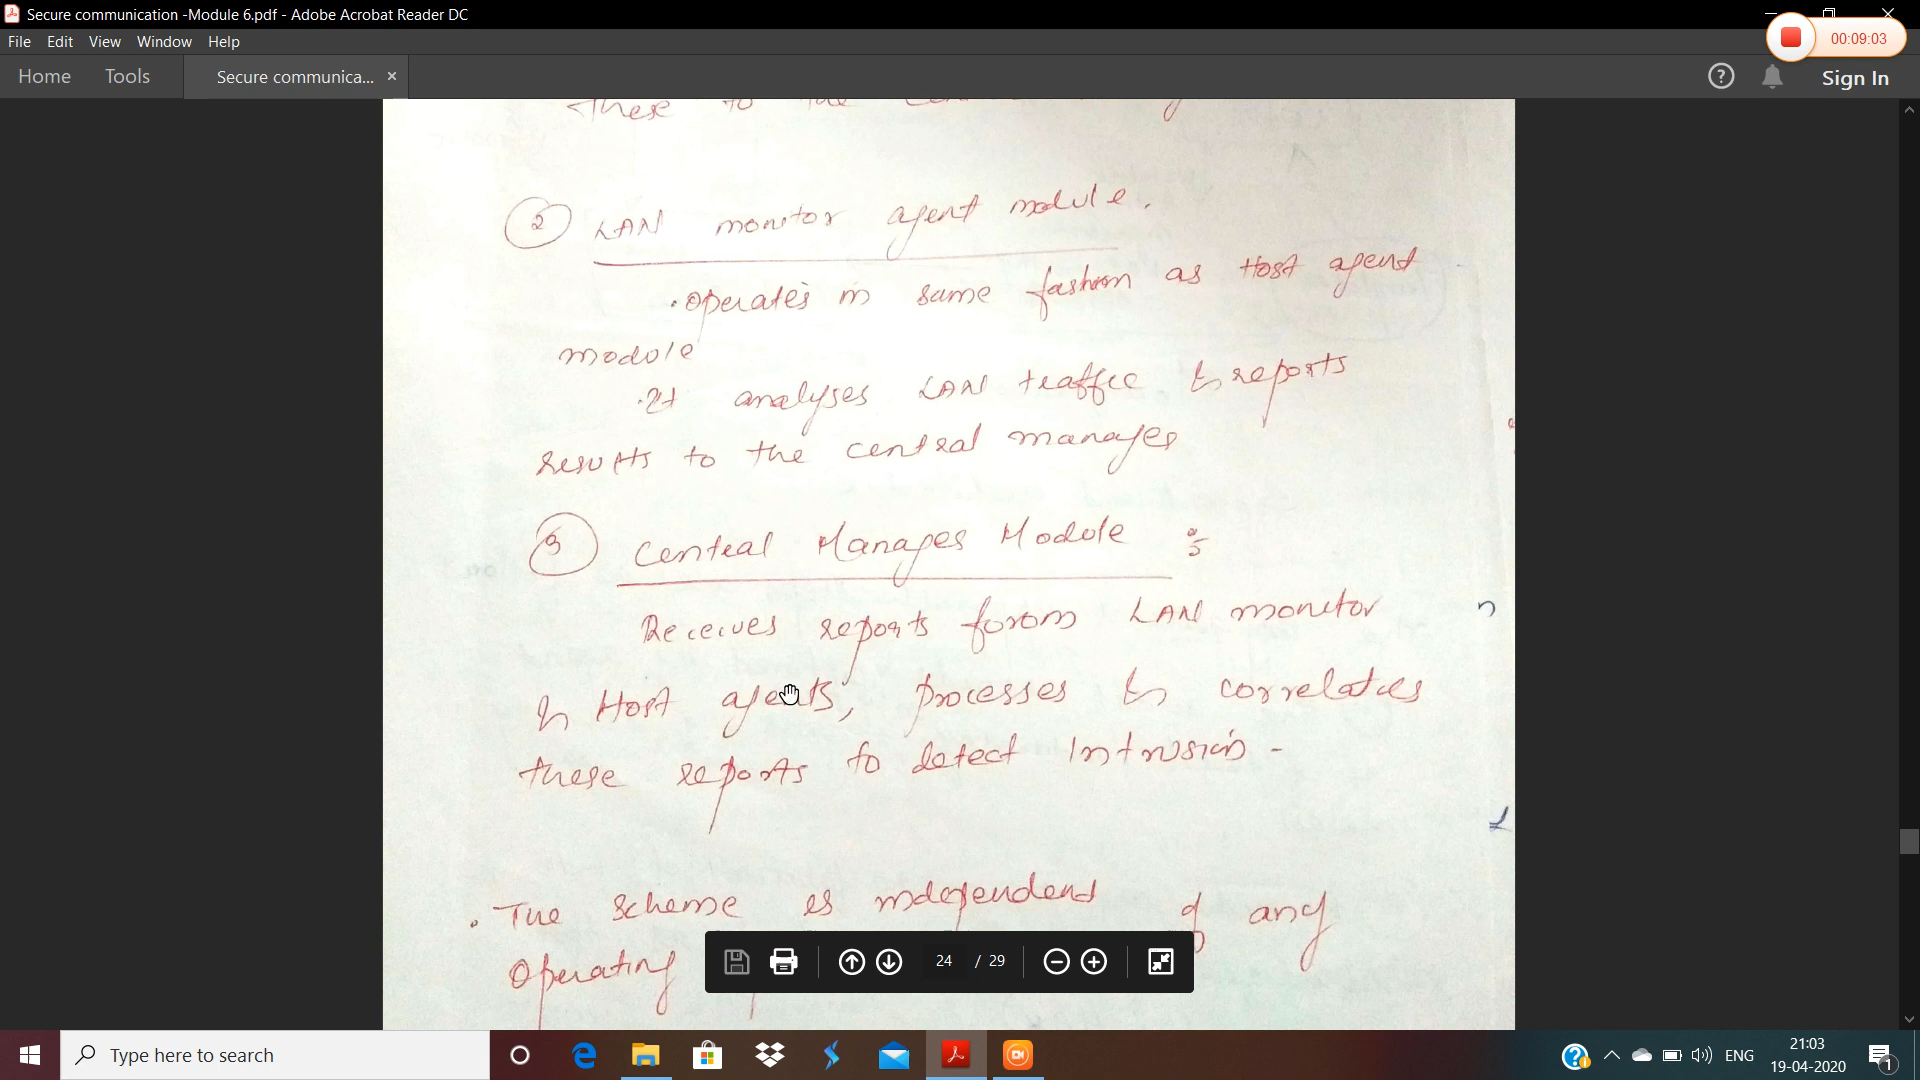 Secure communication -Module 6.pdf - Adobe Acrobat Reader DC
File Edit View Window Help
00:09:03
Home Tools Secure communica... × Sign In
these to the
② LAN monitor agent module.
. Operates in same fashion as Host agent
module
. It analyses LAN traffic & reports
results to the central manager
③ Central Manager Module :
Receives reports from LAN monitor
& Host agents, processes & correlates
these reports to detect Intrusion -
. The scheme is independent of any
Operating
24 / 29
Type here to search
ENG
21:03
19-04-2020
1